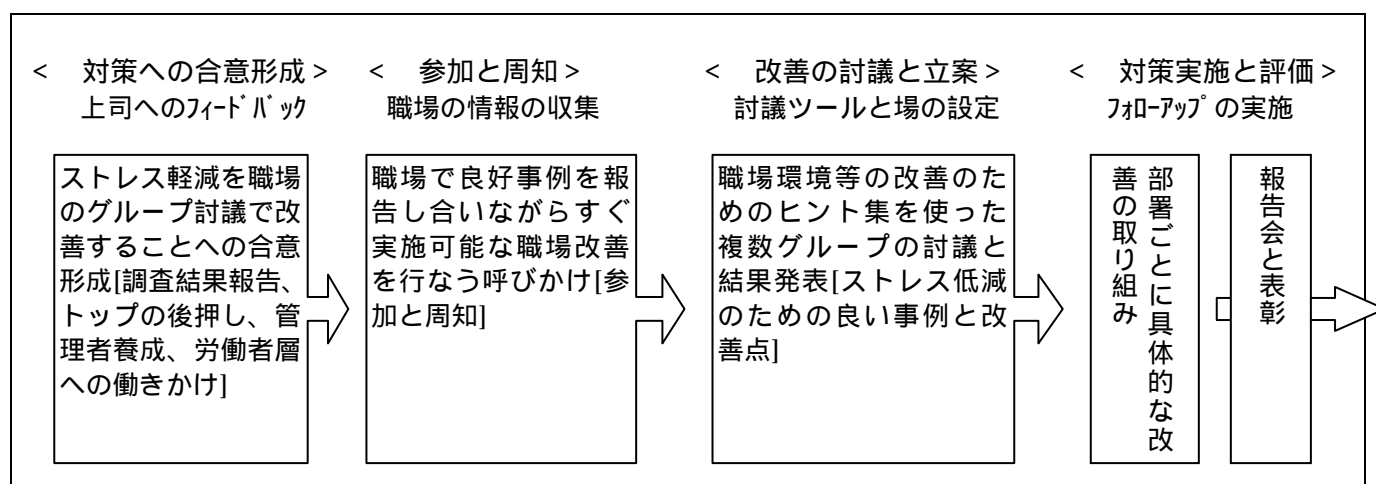 < 対策への合意形成 >
上司へのﾌｨｰﾄﾞﾊﾞｯｸ
ストレス軽減を職場
のグループ討議で改
善することへの合意
形成[調査結果報告、
トップの後押し、管
理者養成、労働者層
への働きかけ]
< 参加と周知 >
職場の情報の収集
職場で良好事例を報
告し合いながらすぐ
実施可能な職場改善
を行なう呼びかけ[参
加と周知]
< 改善の討議と立案 >
討議ツールと場の設定
職場環境等の改善のた
めのヒント集を使った
複数グループの討議と
結果発表[ストレス低減
のための良い事例と改
善点]
< 対策実施と評価 >
ﾌｫﾛｰｱｯﾌﾟの実施
部署ごとに具体的な改
善の取り組み
報告会と表彰